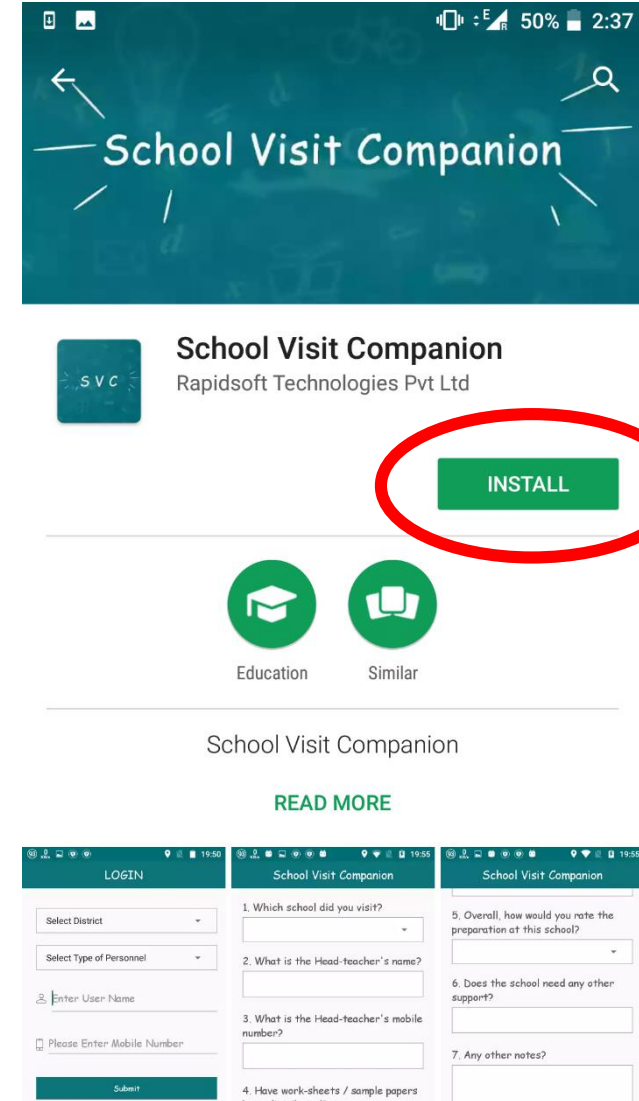 E R 50% 2:37
School Visit Companion
S V C
School Visit Companion
Rapidsoft Technologies Pvt Ltd
INSTALL
Education
Similar
School Visit Companion
READ MORE
19:50
LOGIN
Select District
Select Type of Personnel
Enter User Name
Please Enter Mobile Number
Submit
19:55
School Visit Companion
1. Which school did you visit?
2. What is the Head-teacher's name?
3. What is the Head-teacher's mobile
number?
4. Have work-sheets / sample papers
19:55
School Visit Companion
5. Overall, how would you rate the
preparation at this school?
6. Does the school need any other
support?
7. Any other notes?